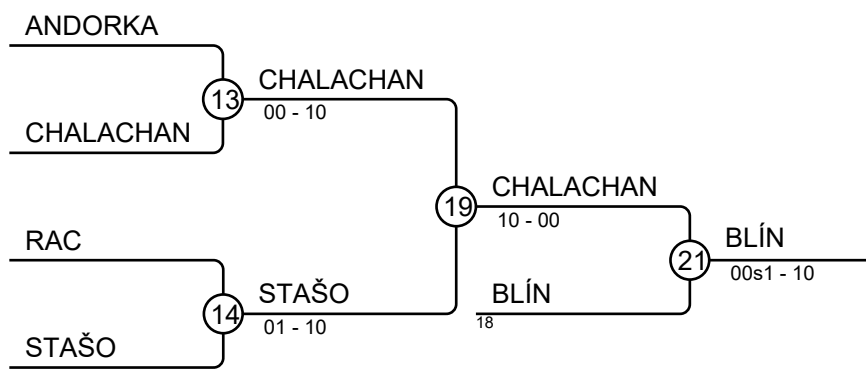 ANDORKA
13
CHALACHAN
00 - 10
CHALACHAN
19
CHALACHAN
10 - 00
RAC
21
BLÍN
00s1 - 10
14
STAŠO
01 - 10
BLÍN
18
STAŠO